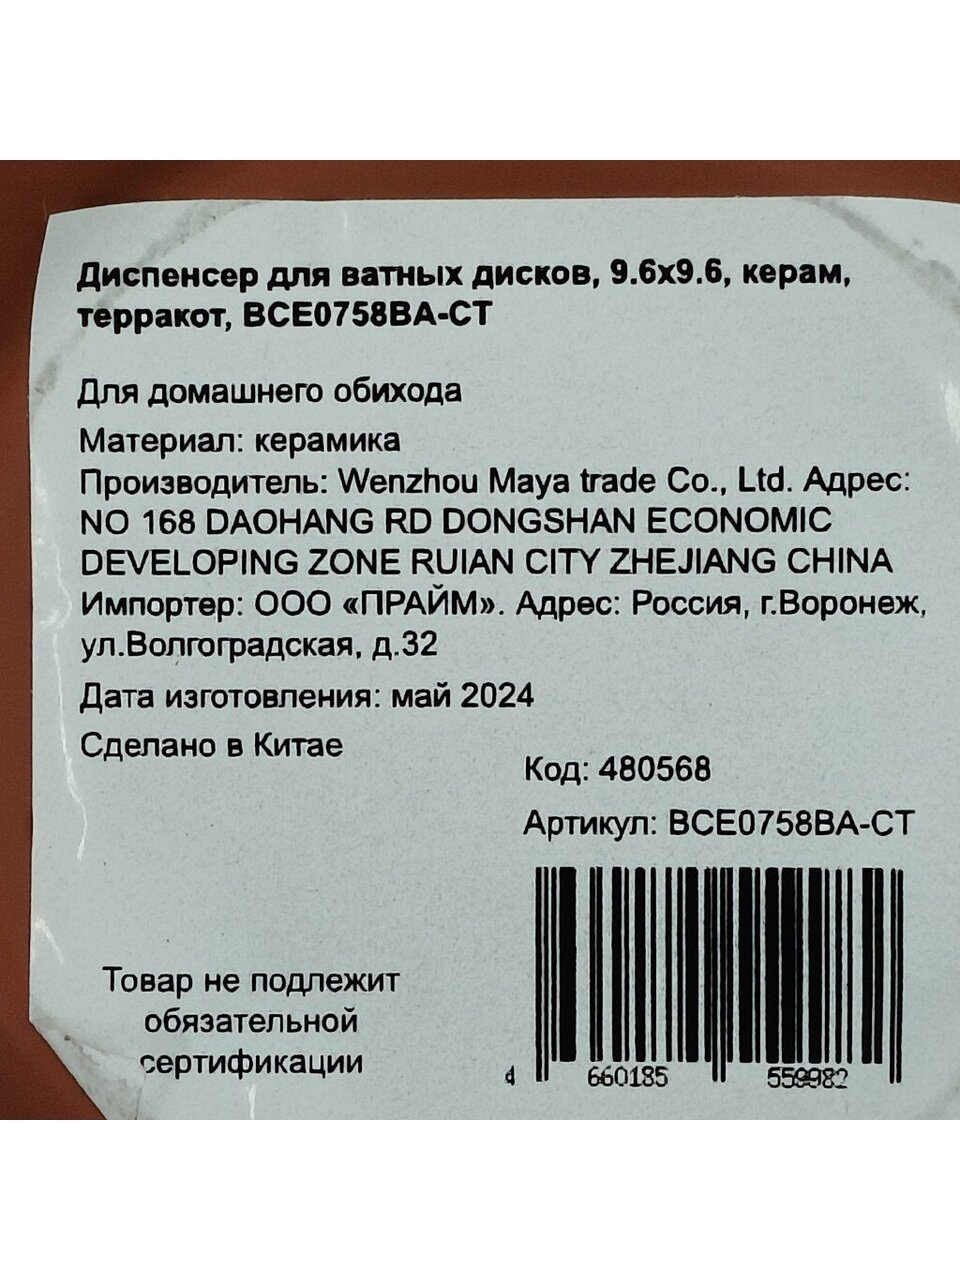 Диспенсер для ватных дисков, 9.6х9.6, керам,
терракот, BCE0758BA-CT
Для домашнего обихода
Материал: керамика
Производитель: Wenzhou Maya trade Co., Ltd. Адрес:
NO 168 DAOHANG RD DONGSHAN ECONOMIC
DEVELOPING ZONE RUIAN CITY ZHEJIANG CHINA
Импортер: ООО «ПРАЙМ». Адрес: Россия, г.Воронеж,
ул.Волгоградская, д.32
Дата изготовления: май 2024
Сделано в Китае
Код: 480568
Артикул: BCE0758BA-CT
Товар не подлежит
обязательной
сертификации
4 660185 559982